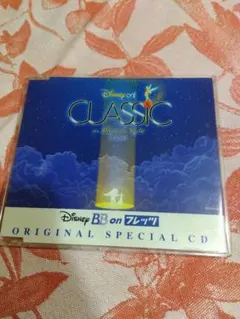 Disney on
CLASSIC
Disney BB on フレッツ
ORIGINAL SPECIAL CD